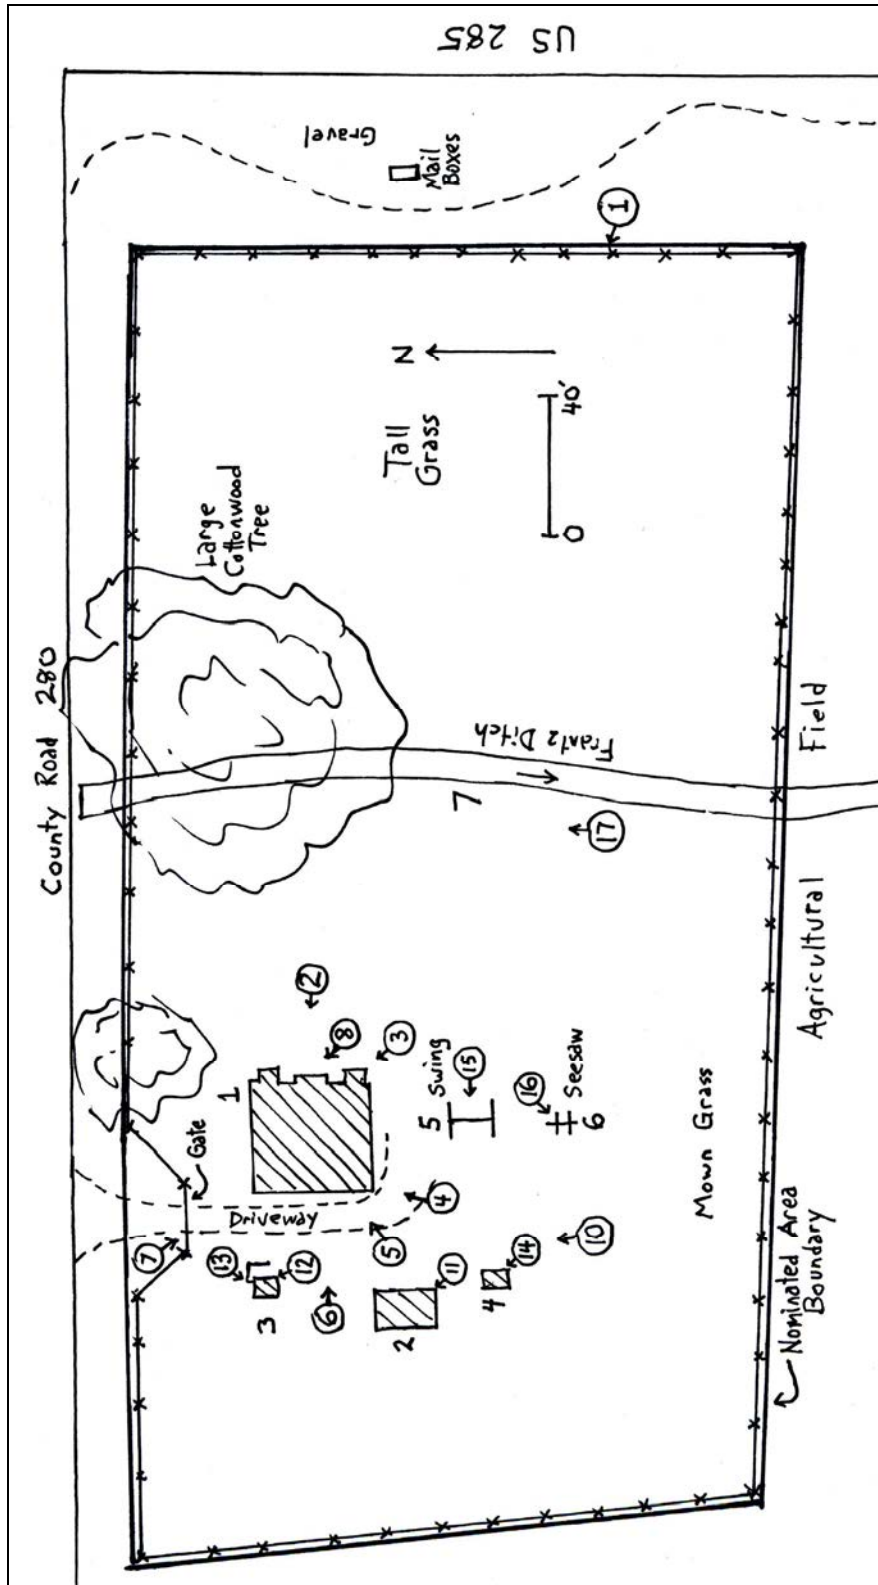 US 285
Gravel
Mail
Boxes
1
N
Tall
Grass
0
40'
Large
Cottonwood
Tree
County Road 280
Frantz Ditch
7
17
Field
Agricultural
2
8
3
1
Gate
Driveway
Swing
5
15
16
Seesaw
6
4
5
7
13
12
3
6
11
2
14
4
10
Mown Grass
Nominated Area
Boundary